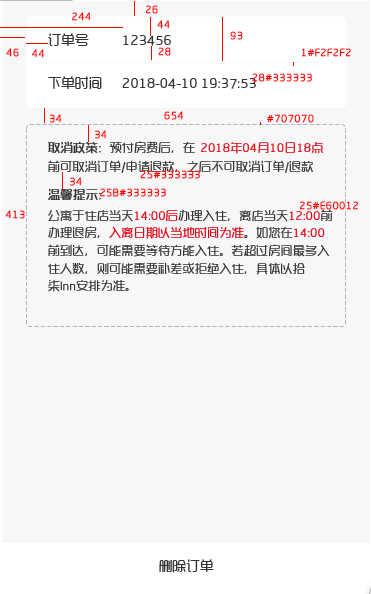 26
244
44
订单号 123456
93
46
44
28
1#F2F2F2
下单时间 2018-04-10 19:37:53
28#333333
34
654
#707070
34
取消政策：预付房费后，在 2018年04月10日18点
前可取消订单/申请退款，之后不可取消订单/退款
25#333333
34
温馨提示：
25B#333333
25#E60012
413
公寓于住店当天14:00后办理入住，离店当天12:00前
办理退房，入离日期以当地时间为准。如您在14:00
前到达，可能需要等待方能入住。若超过房间最多入
住人数，则可能需要补差或拒绝入住，具体以拾
柒Inn安排为准。
删除订单